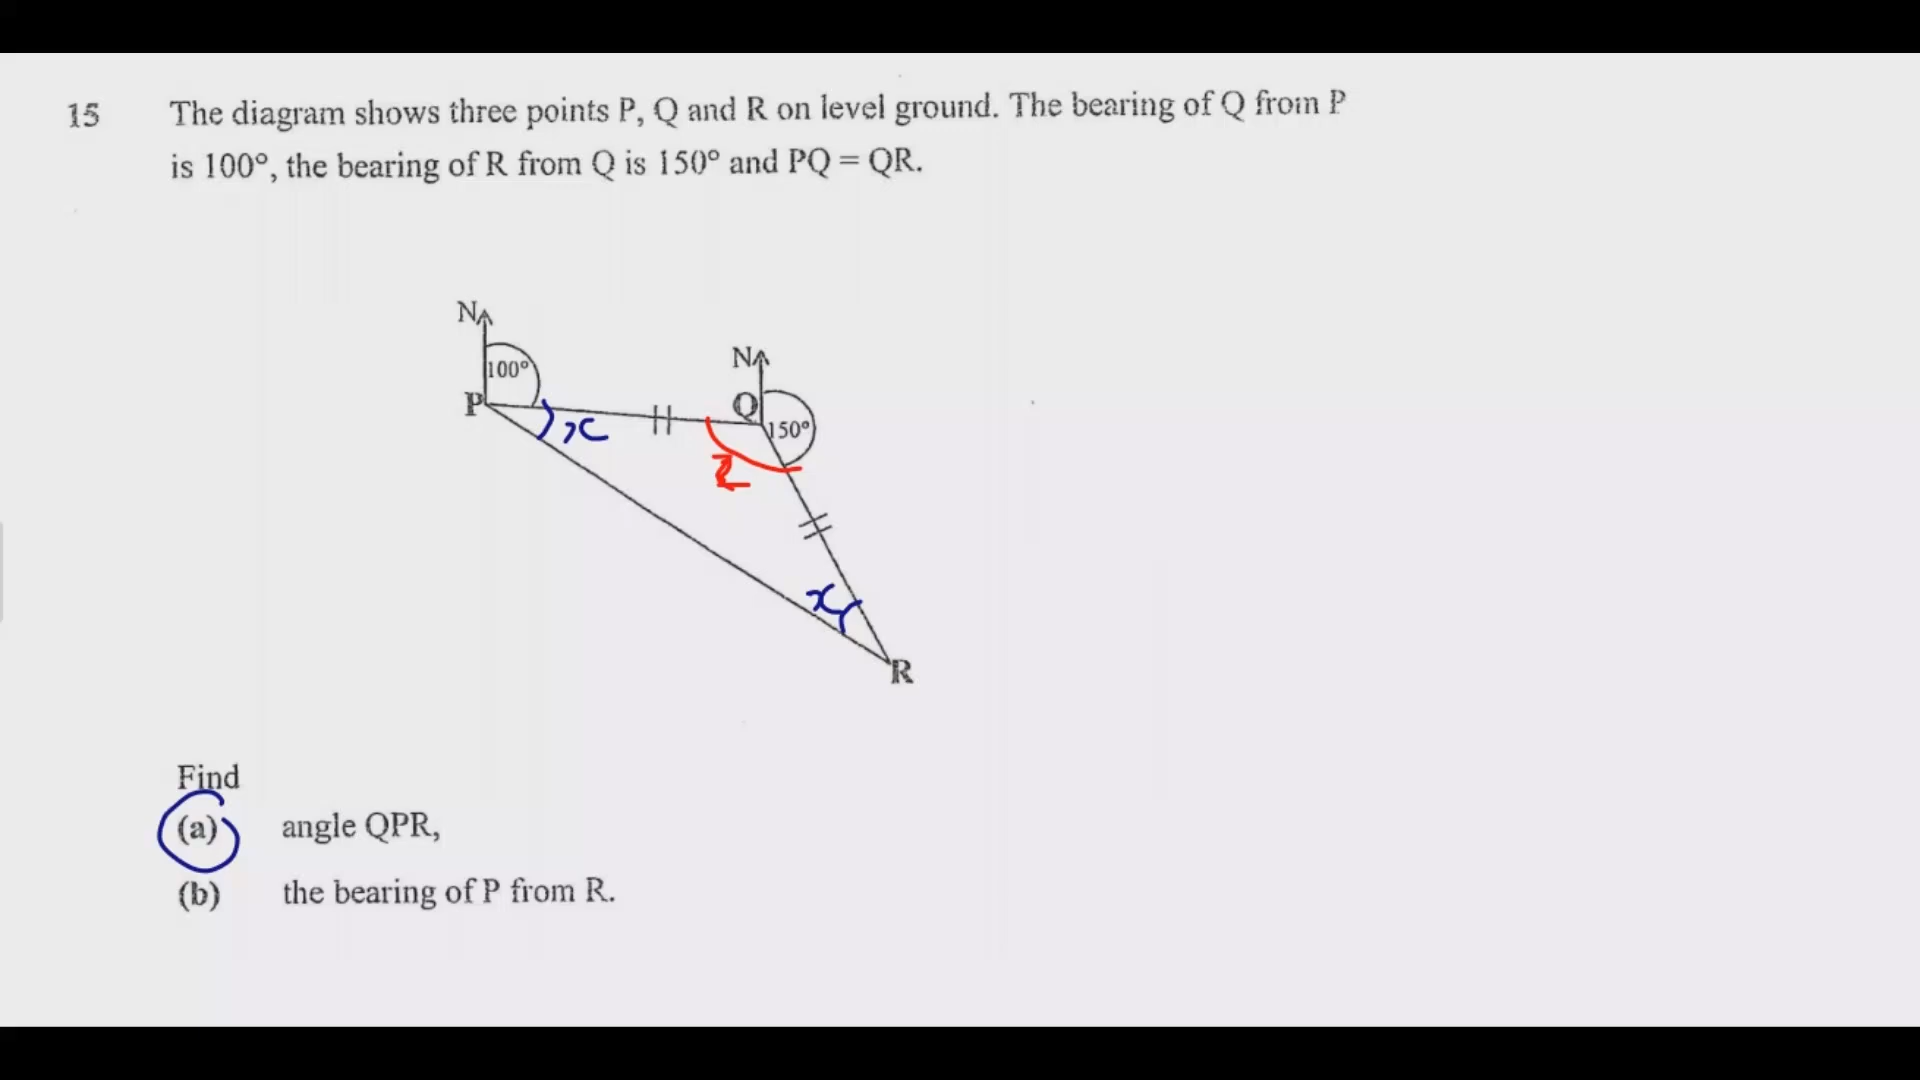 15 The diagram shows three points P, Q and R on level ground. The bearing of Q from P
is 100°, the bearing of R from Q is 150° and PQ = QR.
N
100°
N
P
Q
150°
x
z
x
R
Find
(a) angle QPR,
(b) the bearing of P from R.